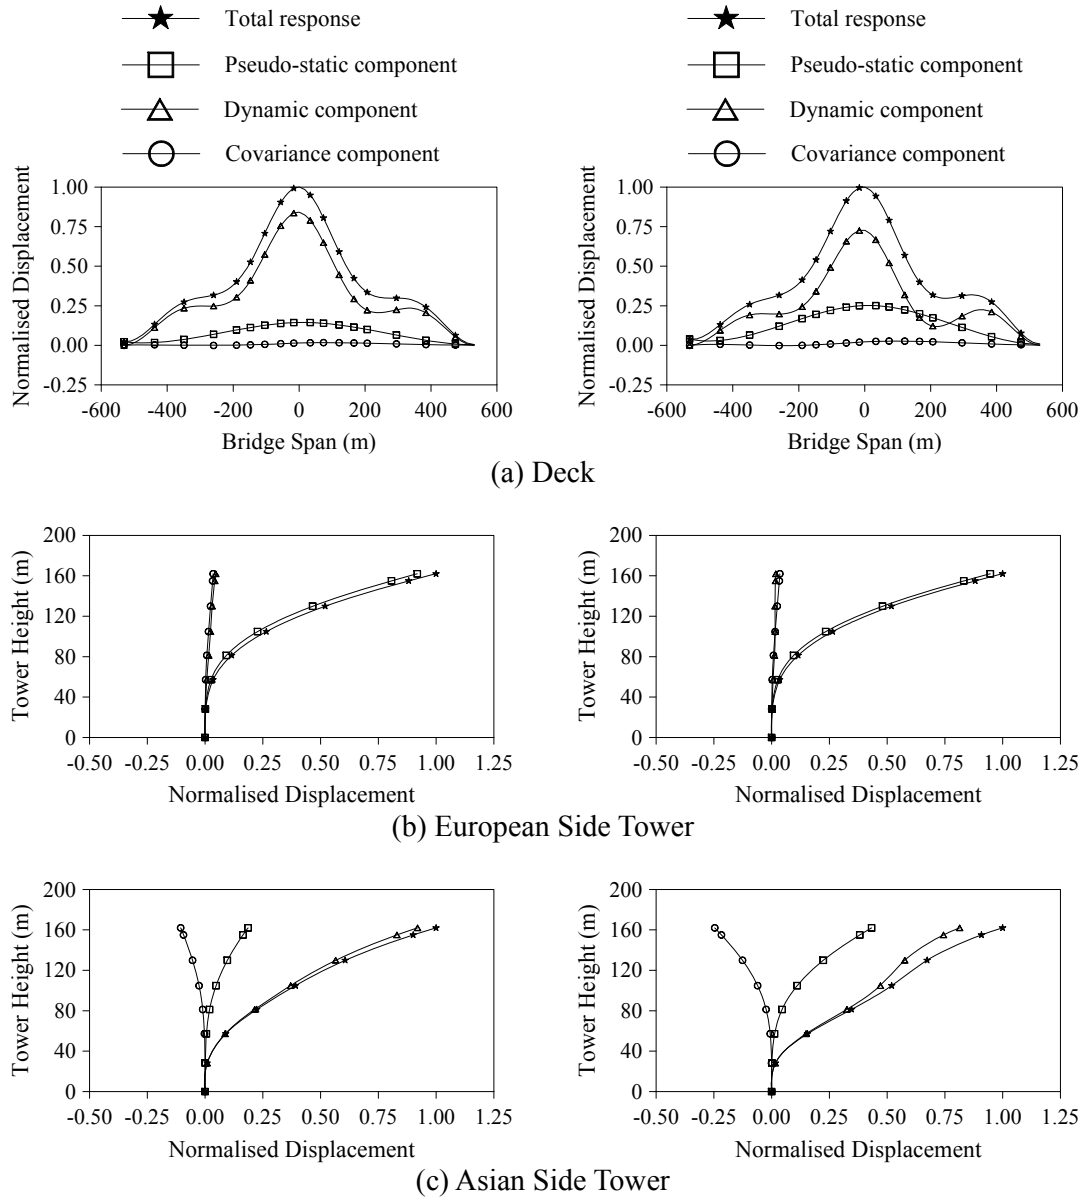 Total response
Pseudo-static component
Dynamic component
Covariance component
Total response
Pseudo-static component
Dynamic component
Covariance component
Normalised Displacement
1.00
0.75
0.50
0.25
0.00
-0.25
-600 -400 -200 0 200 400 600
Bridge Span (m)
Normalised Displacement
1.00
0.75
0.50
0.25
0.00
-0.25
-600 -400 -200 0 200 400 600
Bridge Span (m)
(a) Deck
Tower Height (m)
200
160
120
80
40
0
-0.50 -0.25 0.00 0.25 0.50 0.75 1.00 1.25
Normalised Displacement
Tower Height (m)
200
160
120
80
40
0
-0.50 -0.25 0.00 0.25 0.50 0.75 1.00 1.25
Normalised Displacement
(b) European Side Tower
Tower Height (m)
200
160
120
80
40
0
-0.50 -0.25 0.00 0.25 0.50 0.75 1.00 1.25
Normalised Displacement
Tower Height (m)
200
160
120
80
40
0
-0.50 -0.25 0.00 0.25 0.50 0.75 1.00 1.25
Normalised Displacement
(c) Asian Side Tower